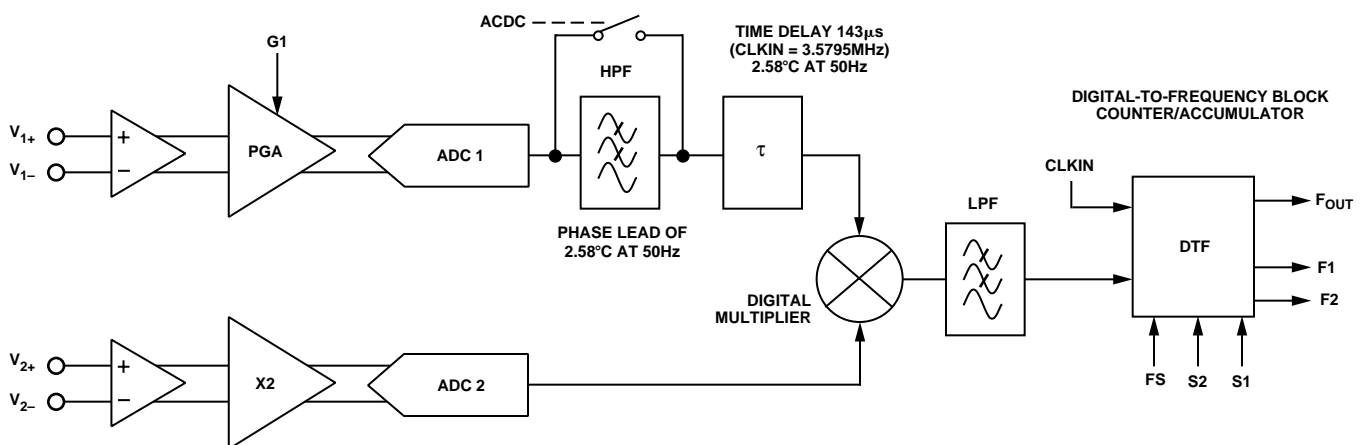 ACDC
G1
HPF
TIME DELAY 143μs
(CLKIN = 3.5795MHz)
2.58°C AT 50Hz
V1+
V1–
+
–
PGA
ADC 1
τ
PHASE LEAD OF
2.58°C AT 50Hz
DIGITAL-TO-FREQUENCY BLOCK
COUNTER/ACCUMULATOR
CLKIN
LPF
DTF
FOUT
F1
F2
DIGITAL
MULTIPLIER
FS
S2
S1
V2+
V2–
+
–
X2
ADC 2